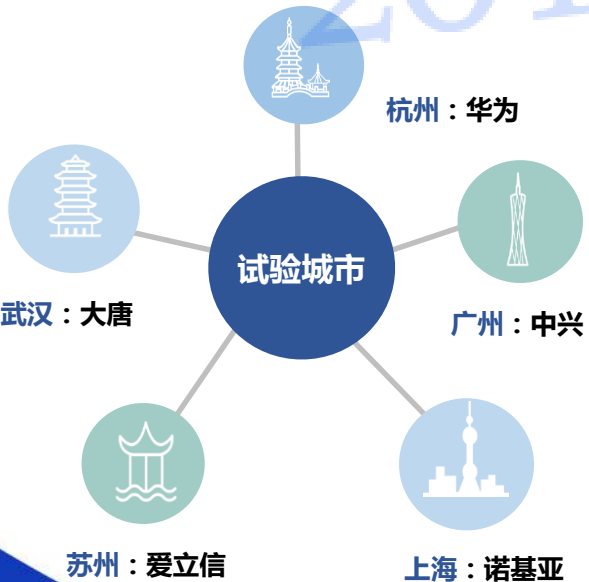 杭州：华为
试验城市
武汉：大唐
广州：中兴
苏州：爱立信
上海：诺基亚